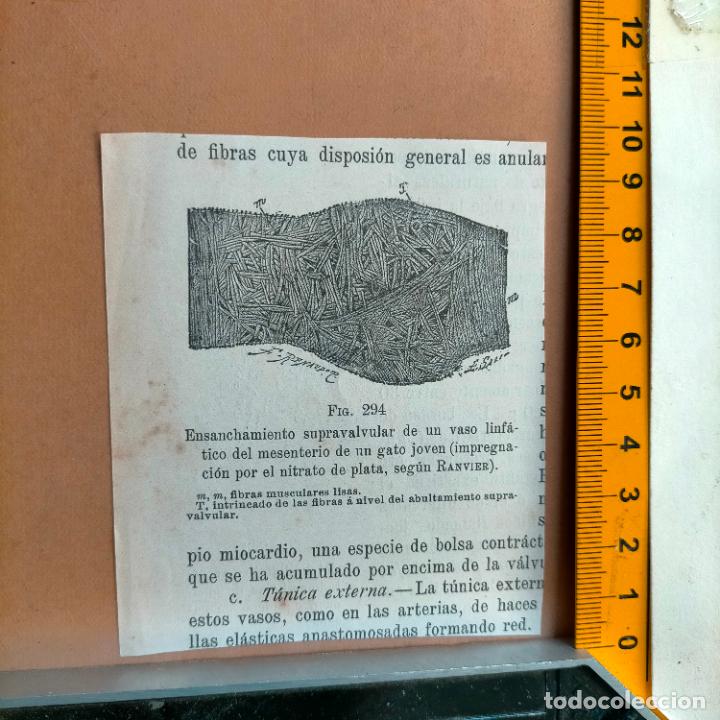 de fibras cuya disposión general es anular
m
T
m
FIG. 294
Ensanchamiento supravalvular de un vaso linfá-
tico del mesenterio de un gato joven (impregna-
ción por el nitrato de plata, según RANVIER).
m, m, fibras musculares lisas.
T, intrincado de las fibras á nivel del abultamiento supra-
valvular.
pio miocardio, una especie de bolsa contráct
que se ha acumulado por encima de la válvu
c. Túnica externa.—La túnica extern
estos vasos, como en las arterias, de haces
llas elásticas anastomosadas formando red.
12
11
10
9
8
7
6
5
4
3
2
1
0
todocoleccion